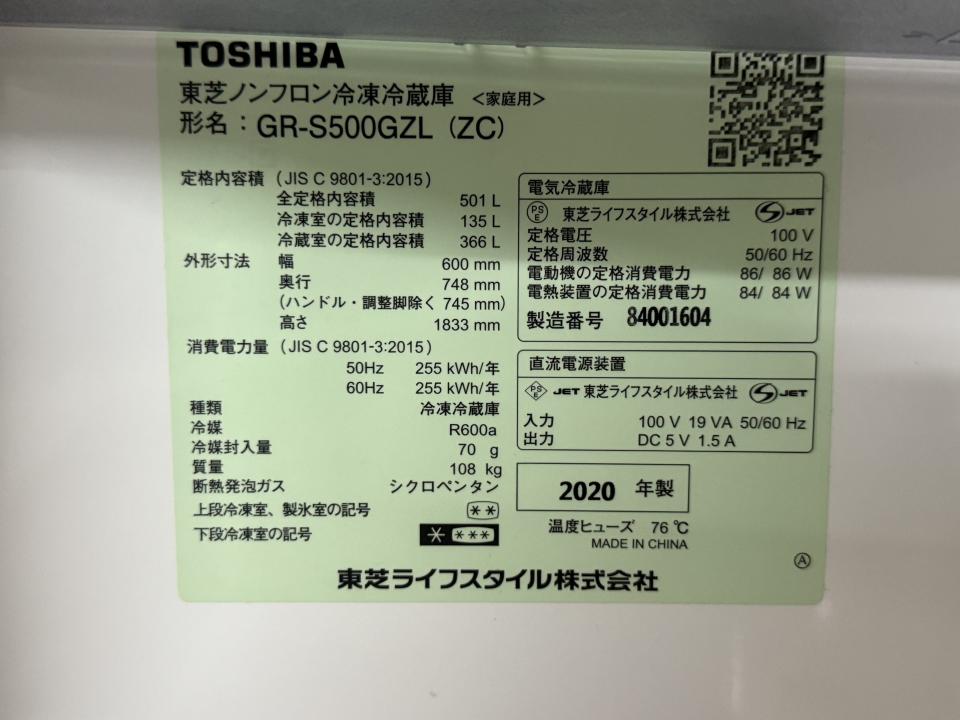 TOSHIBA
東芝ノンフロン冷凍冷蔵庫 <家庭用>
形名：GR-S500GZL (ZC)
定格内容積 (JIS C 9801-3:2015)
全定格内容積 501 L
冷凍室の定格内容積 135 L
冷蔵室の定格内容積 366 L
外形寸法 幅 600 mm
奥行 748 mm
(ハンドル・調整脚除く 745 mm)
高さ 1833 mm
消費電力量 (JIS C 9801-3:2015)
50Hz 255 kWh/年
60Hz 255 kWh/年
種類 冷凍冷蔵庫
冷媒 R600a
冷媒封入量 70 g
質量 108 kg
断熱発泡ガス シクロペンタン
上段冷凍室、製氷室の記号 **
下段冷凍室の記号 * ***
電気冷蔵庫
PSE 東芝ライフスタイル株式会社 S JET
定格電圧 100 V
定格周波数 50/60 Hz
電動機の定格消費電力 86/ 86 W
電熱装置の定格消費電力 84/ 84 W
製造番号 84001604
直流電源装置
PSE JET 東芝ライフスタイル株式会社 S JET
入力 100 V 19 VA 50/60 Hz
出力 DC 5 V 1.5 A
2020 年製
温度ヒューズ 76 ℃
MADE IN CHINA
Ⓐ
東芝ライフスタイル株式会社